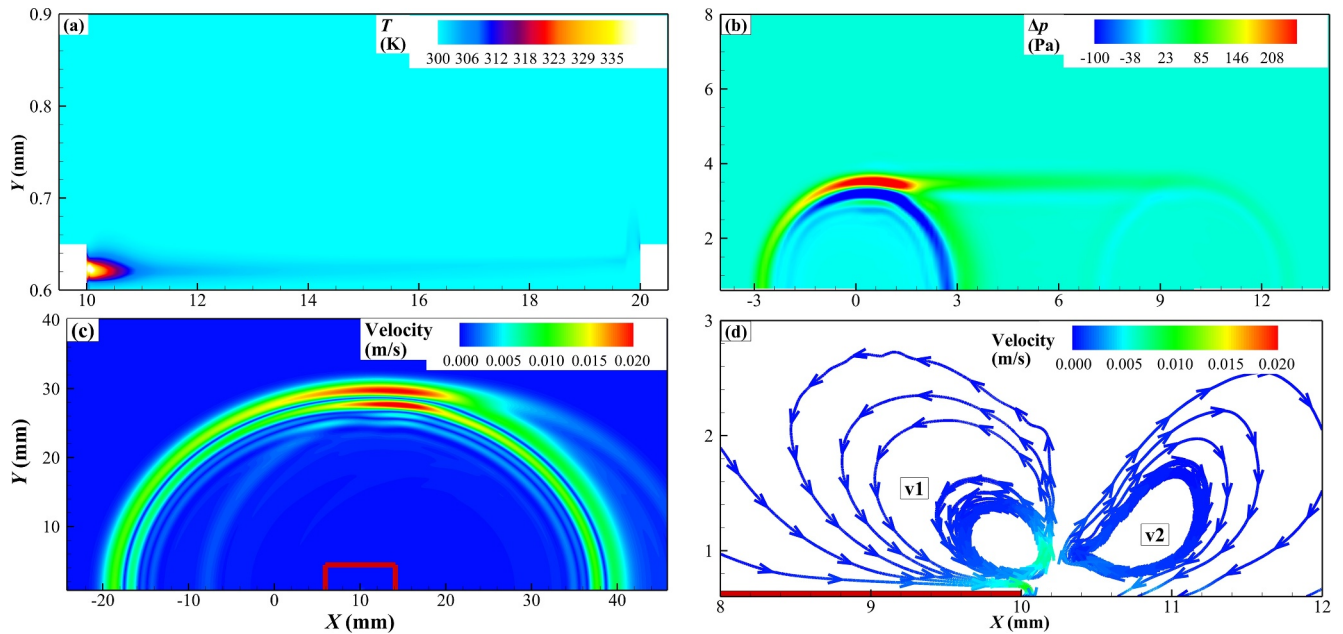 (a)
T
(K)
300 306 312 318 323 329 335
0.9
0.8
0.7
0.6
Y (mm)
10 12 14 16 18 20
(b)
Δp
(Pa)
-100 -38 23 85 146 208
8
6
4
2
-3 0 3 6 9 12
(c)
Velocity
(m/s)
0.000 0.005 0.010 0.015 0.020
40
30
20
10
Y (mm)
-20 -10 0 10 20 30 40
X (mm)
(d)
Velocity
(m/s)
0.000 0.005 0.010 0.015 0.020
3
2
1
v1
v2
8 9 10 11 12
X (mm)